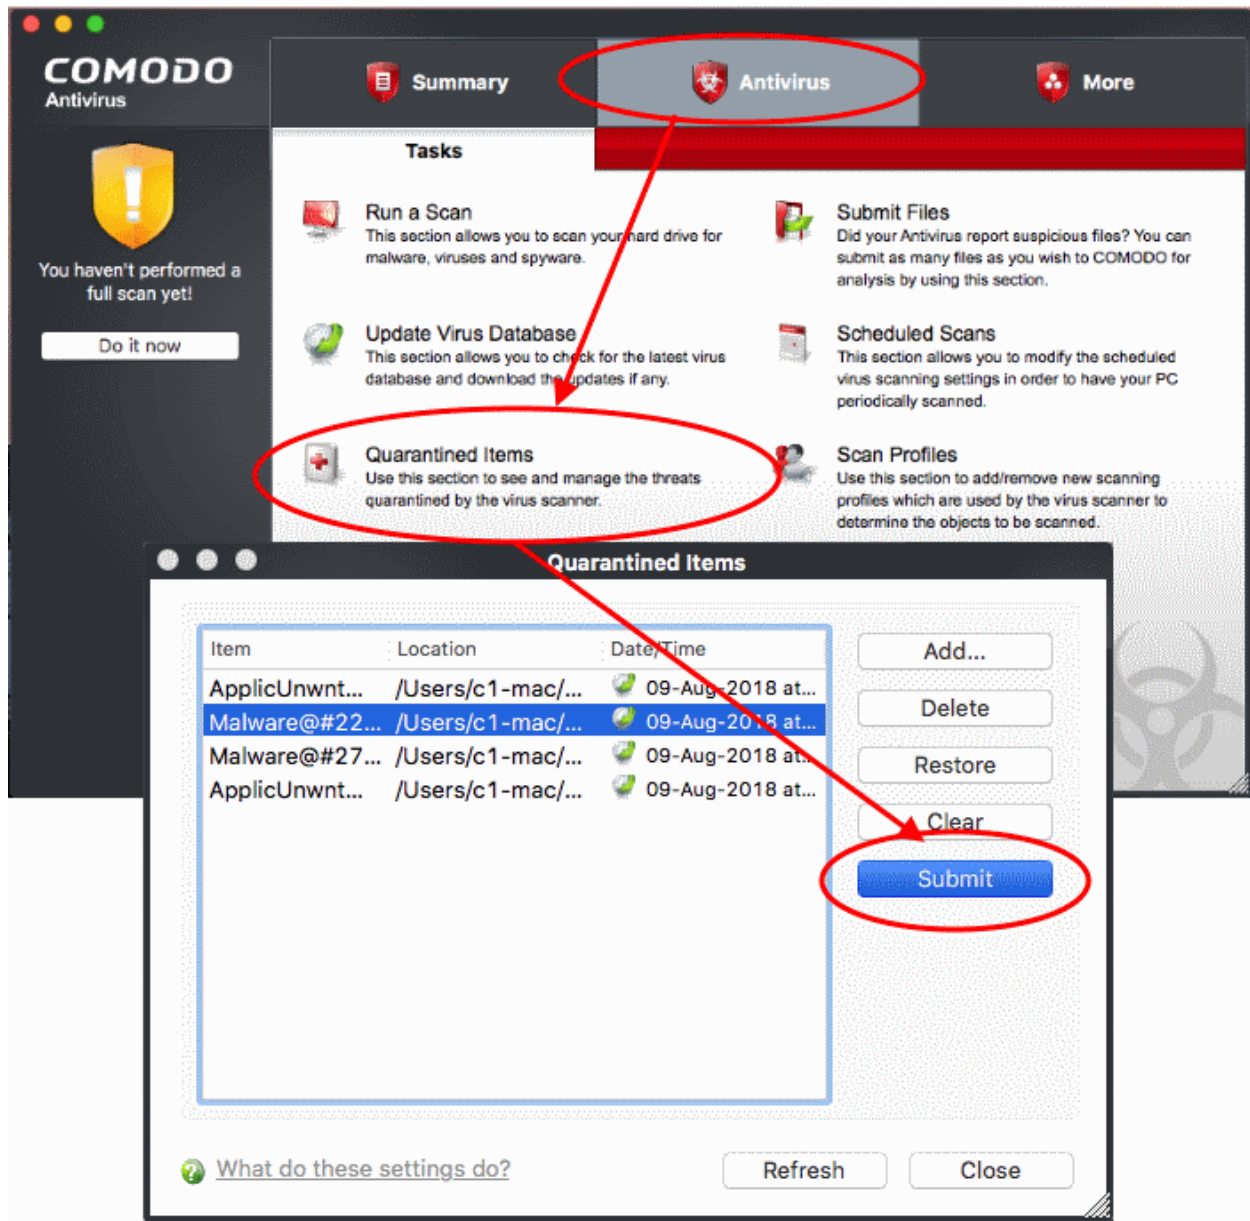 COMODO
Antivirus
Summary
Antivirus
More
Tasks
You haven't performed a
full scan yet!
Do it now
Run a Scan
This section allows you to scan your hard drive for
malware, viruses and spyware.
Submit Files
Did your Antivirus report suspicious files? You can
submit as many files as you wish to COMODO for
analysis by using this section.
Update Virus Database
This section allows you to check for the latest virus
database and download the updates if any.
Scheduled Scans
This section allows you to modify the scheduled
virus scanning settings in order to have your PC
periodically scanned.
Quarantined Items
Use this section to see and manage the threats
quarantined by the virus scanner.
Scan Profiles
Use this section to add/remove new scanning
profiles which are used by the virus scanner to
determine the objects to be scanned.
Quarantined Items
Item Location Date/Time
ApplicUnwnt... /Users/c1-mac/... 09-Aug-2018 at...
Malware@#22... /Users/c1-mac/... 09-Aug-2018 at...
Malware@#27... /Users/c1-mac/... 09-Aug-2018 at...
ApplicUnwnt... /Users/c1-mac/... 09-Aug-2018 at...
Add...
Delete
Restore
Clear
Submit
What do these settings do?
Refresh
Close